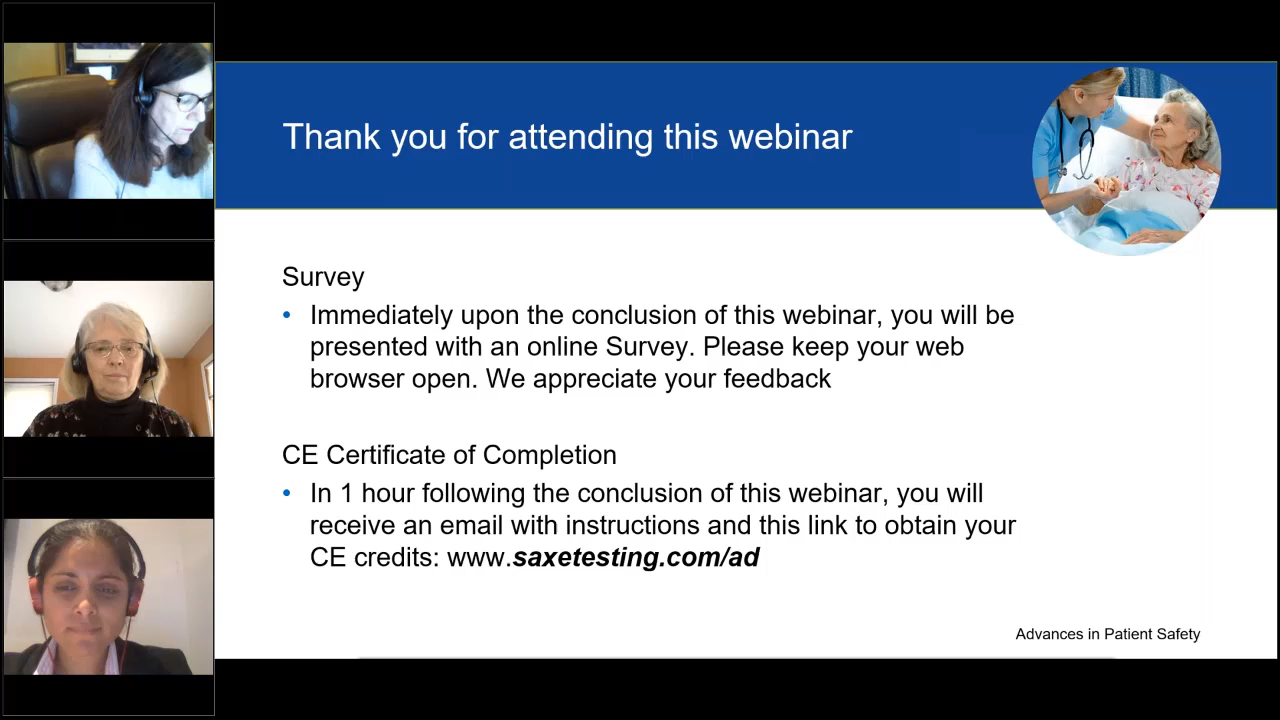 Thank you for attending this webinar
Survey
• Immediately upon the conclusion of this webinar, you will be
presented with an online Survey. Please keep your web
browser open. We appreciate your feedback
CE Certificate of Completion
• In 1 hour following the conclusion of this webinar, you will
receive an email with instructions and this link to obtain your
CE credits: www.saxetesting.com/ad
Advances in Patient Safety